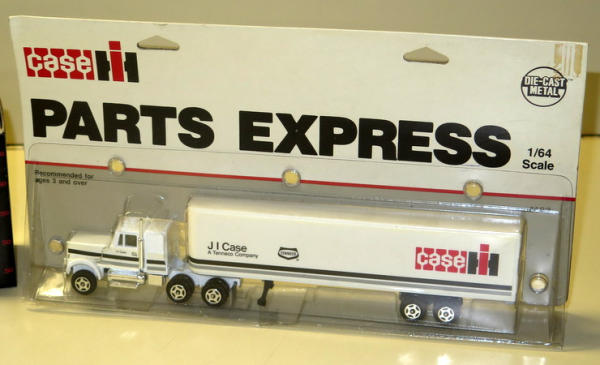 CASE IH
PARTS EXPRESS
DIE-CAST
METAL
1/64
Scale
Recommended for
ages 3 and over
J I Case
A Tenneco Company
TENNECO
CASE IH